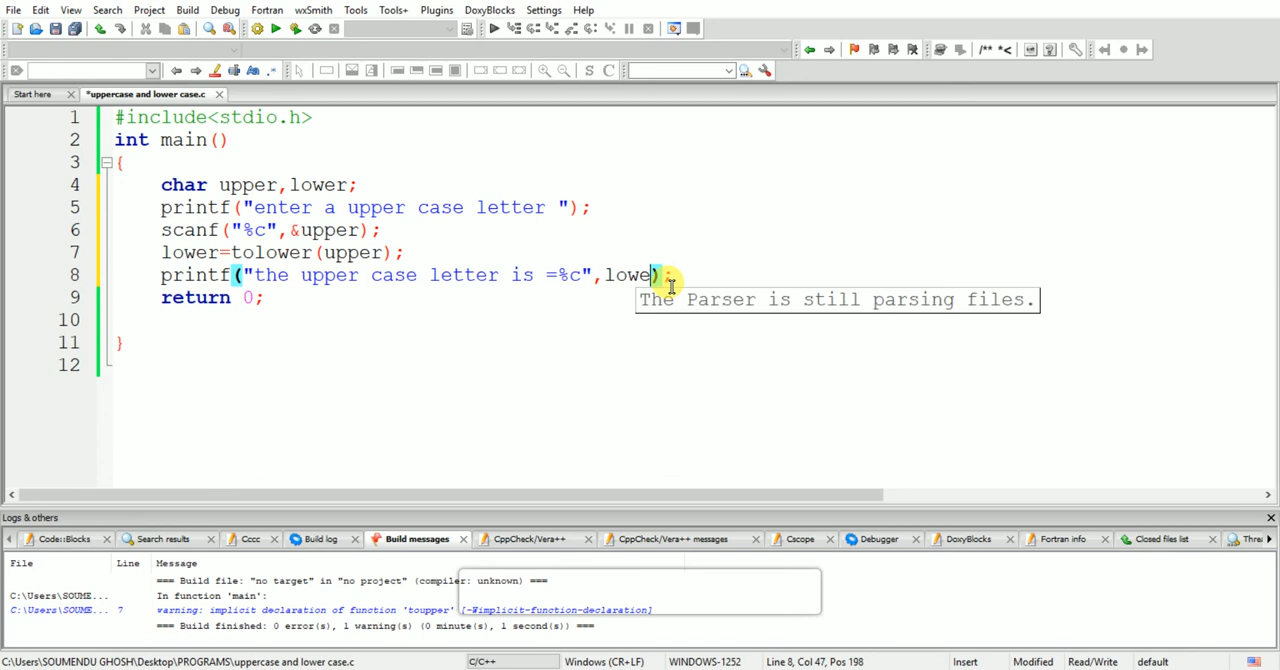 File Edit View Search Project Build Debug Fortran wxSmith Tools Tools+ Plugins DoxyBlocks Settings Help
/** *<
S C
Start here *uppercase and lower case.c
1 #include<stdio.h>
2 int main()
3 {
4 char upper,lower;
5 printf("enter a upper case letter ");
6 scanf("%c",&upper);
7 lower=tolower(upper);
8 printf("the upper case letter is =%c",lowe);
The Parser is still parsing files.
9 return 0;
10
11 }
12
Logs & others
Code::Blocks Search results Cccc Build log Build messages CppCheck/Vera++ CppCheck/Vera++ messages Cscope Debugger DoxyBlocks Fortran info Closed files list Threa
File Line Message
=== Build file: "no target" in "no project" (compiler: unknown) ===
C:\Users\SOUME... In function 'main':
C:\Users\SOUME... 7 warning: implicit declaration of function 'toupper' [-Wimplicit-function-declaration]
=== Build finished: 0 error(s), 1 warning(s) (0 minute(s), 1 second(s)) ===
C:\Users\SOUMENDU GHOSH\Desktop\PROGRAMS\uppercase and lower case.c C/C++ Windows (CR+LF) WINDOWS-1252 Line 8, Col 47, Pos 198 Insert Modified Read/Write default